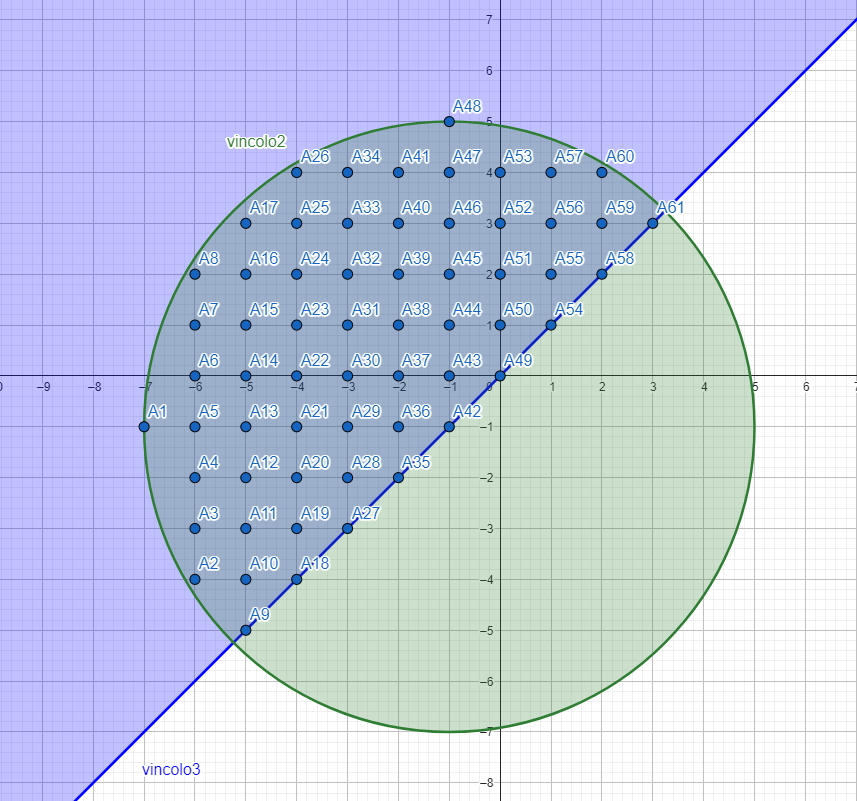 7
6
A48
5
vincolo2
A26 A34 A41 A47 A53 A57 A60
4
A17 A25 A33 A40 A46 A52 A56 A59 A61
3
A8 A16 A24 A32 A39 A45 A51 A55 A58
2
A7 A15 A23 A31 A38 A44 A50 A54
1
A6 A14 A22 A30 A37 A43 A49
0 −9 −8 −7 −6 −5 −4 −3 −2 −1 0 1 2 3 4 5 6 7
A1 A5 A13 A21 A29 A36 A42
−1
A4 A12 A20 A28 A35
−2
A3 A11 A19 A27
−3
A2 A10 A18
−4
A9
−5
−6
−7
vincolo3
−8